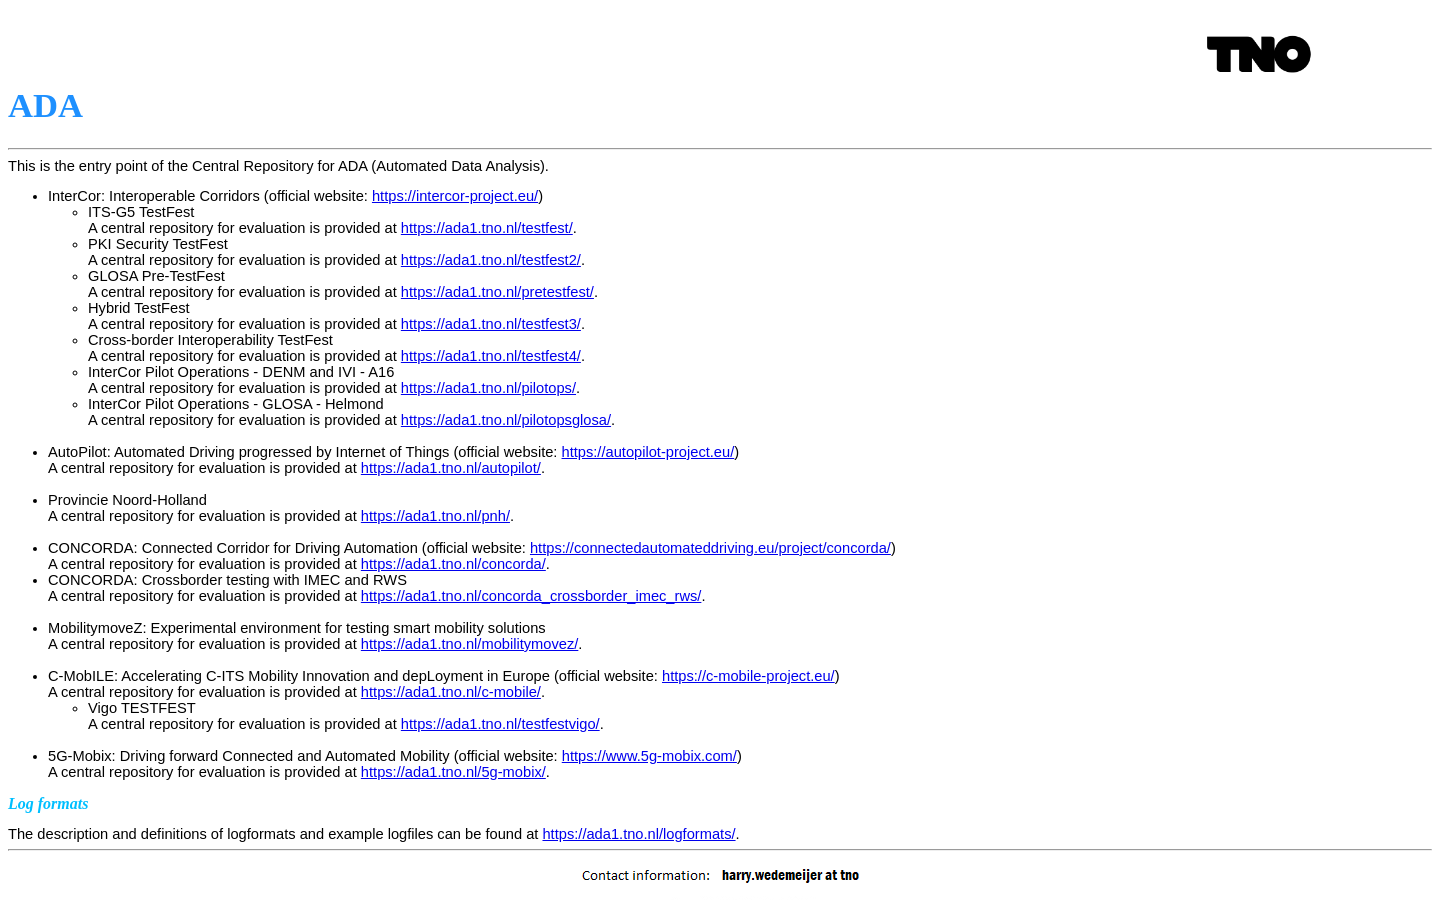 TNO
ADA
This is the entry point of the Central Repository for ADA (Automated Data Analysis).
InterCor: Interoperable Corridors (official website: https://intercor-project.eu/)
ITS-G5 TestFest
A central repository for evaluation is provided at https://ada1.tno.nl/testfest/.
PKI Security TestFest
A central repository for evaluation is provided at https://ada1.tno.nl/testfest2/.
GLOSA Pre-TestFest
A central repository for evaluation is provided at https://ada1.tno.nl/pretestfest/.
Hybrid TestFest
A central repository for evaluation is provided at https://ada1.tno.nl/testfest3/.
Cross-border Interoperability TestFest
A central repository for evaluation is provided at https://ada1.tno.nl/testfest4/.
InterCor Pilot Operations - DENM and IVI - A16
A central repository for evaluation is provided at https://ada1.tno.nl/pilotops/.
InterCor Pilot Operations - GLOSA - Helmond
A central repository for evaluation is provided at https://ada1.tno.nl/pilotopsglosa/.
AutoPilot: Automated Driving progressed by Internet of Things (official website: https://autopilot-project.eu/)
A central repository for evaluation is provided at https://ada1.tno.nl/autopilot/.
Provincie Noord-Holland
A central repository for evaluation is provided at https://ada1.tno.nl/pnh/.
CONCORDA: Connected Corridor for Driving Automation (official website: https://connectedautomateddriving.eu/project/concorda/)
A central repository for evaluation is provided at https://ada1.tno.nl/concorda/.
CONCORDA: Crossborder testing with IMEC and RWS
A central repository for evaluation is provided at https://ada1.tno.nl/concorda_crossborder_imec_rws/.
MobilitymoveZ: Experimental environment for testing smart mobility solutions
A central repository for evaluation is provided at https://ada1.tno.nl/mobilitymovez/.
C-MobILE: Accelerating C-ITS Mobility Innovation and depLoyment in Europe (official website: https://c-mobile-project.eu/)
A central repository for evaluation is provided at https://ada1.tno.nl/c-mobile/.
Vigo TESTFEST
A central repository for evaluation is provided at https://ada1.tno.nl/testfestvigo/.
5G-Mobix: Driving forward Connected and Automated Mobility (official website: https://www.5g-mobix.com/)
A central repository for evaluation is provided at https://ada1.tno.nl/5g-mobix/.
Log formats
The description and definitions of logformats and example logfiles can be found at https://ada1.tno.nl/logformats/.
Contact information: harry.wedemeijer at tno